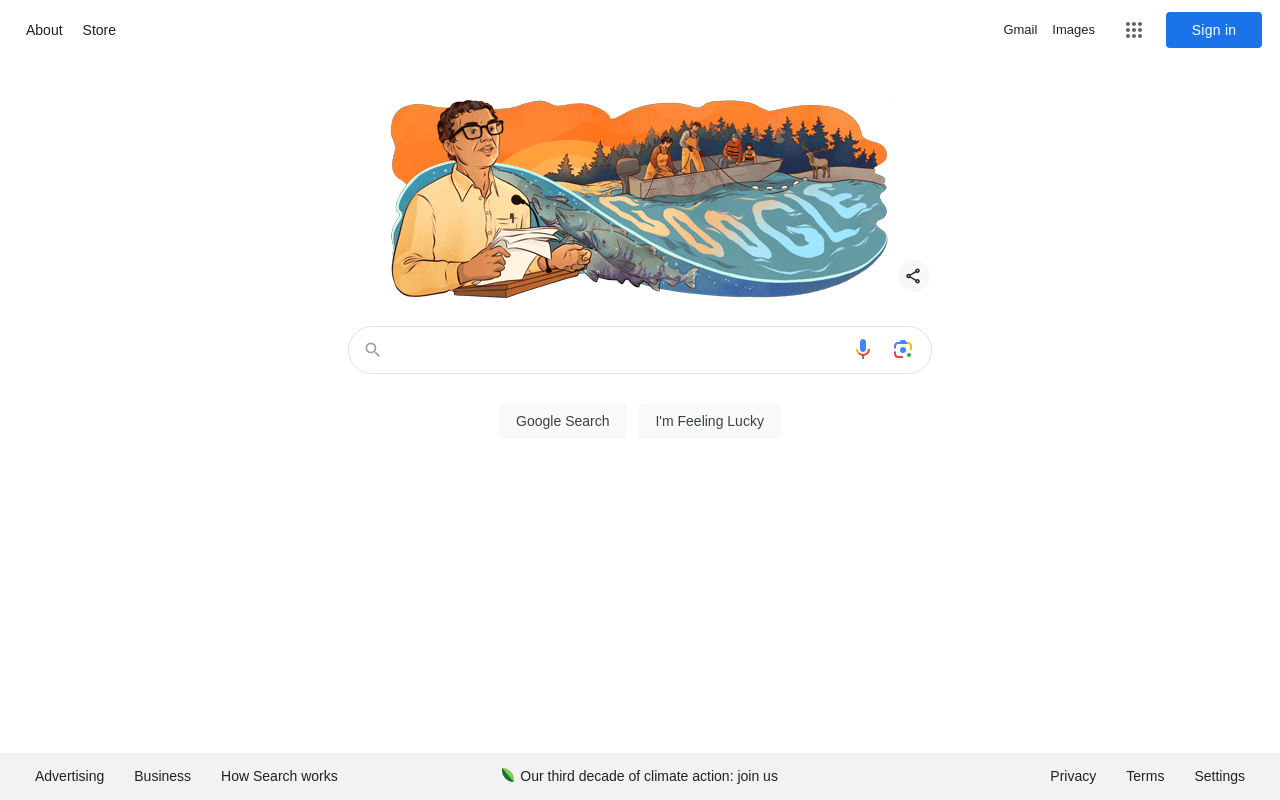 About Store
Gmail Images Sign in
GOOGLE
Google Search I'm Feeling Lucky
Advertising Business How Search works
Our third decade of climate action: join us
Privacy Terms Settings